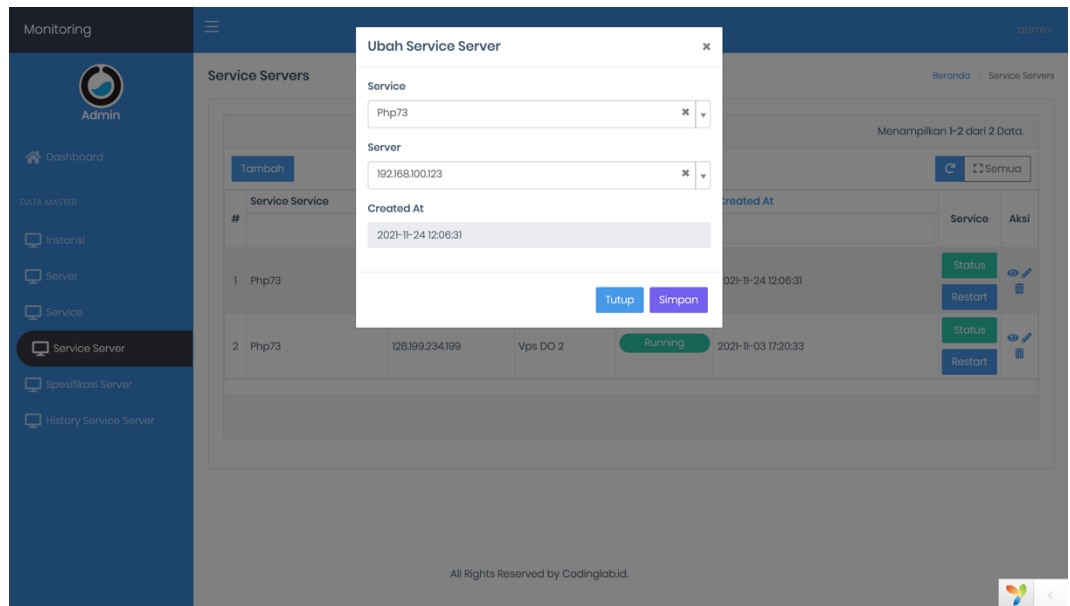 Monitoring
admin
Admin
Dashboard
DATA MASTER
Instansi
Server
Service
Service Server
Spesifikasi Server
History Service Server
Service Servers
Beranda > Service Servers
Menampilkan 1-2 dari 2 Data.
Tambah
Semua
# Service Service Created At Service Aksi
1 Php73 021-11-24 12:06:31 Status
Restart
2 Php73 128.199.234.199 Vps DO 2 Running 2021-11-03 17:20:33 Status
Restart
Ubah Service Server
Service
Php73
Server
192.168.100.123
Created At
2021-11-24 12:06:31
Tutup Simpan
All Rights Reserved by Codinglab.id.